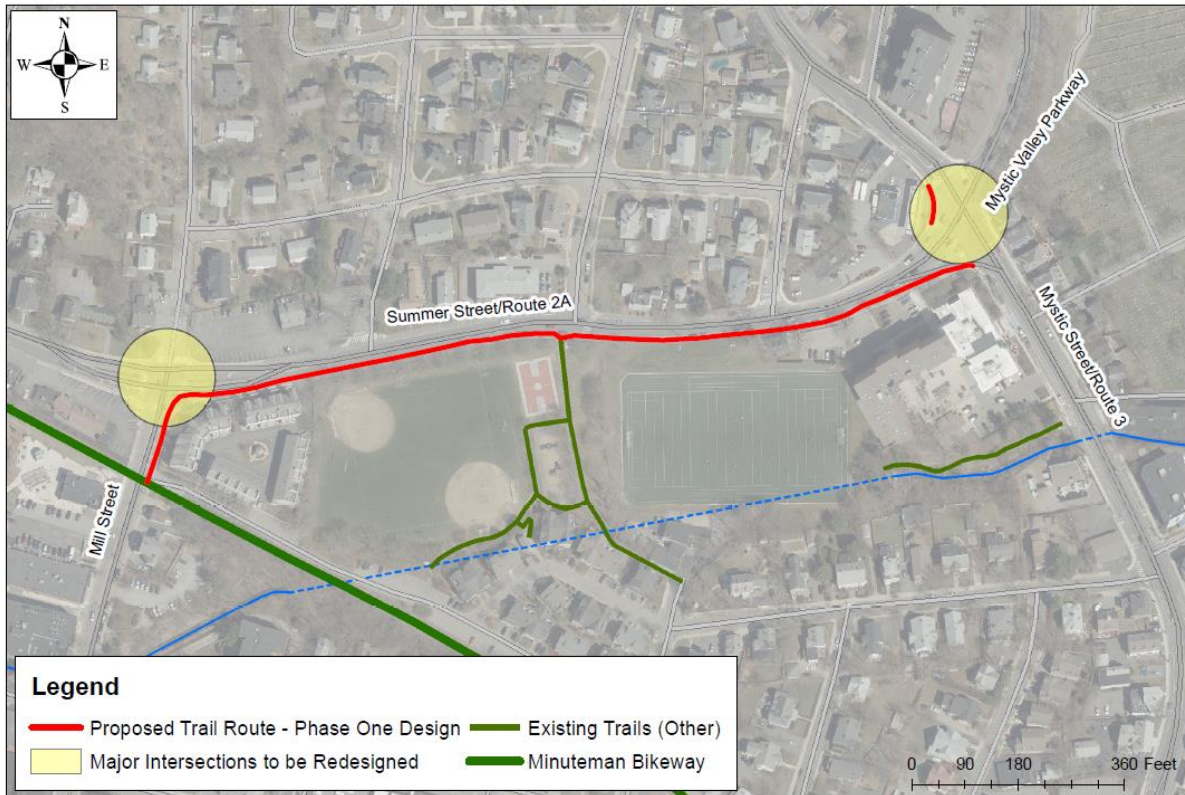 N
W E
S
Mystic Valley Parkway
Summer Street/Route 2A
Mystic Street/Route 3
Mill Street
Legend
Proposed Trail Route - Phase One Design
Existing Trails (Other)
Major Intersections to be Redesigned
Minuteman Bikeway
0 90 180 360 Feet